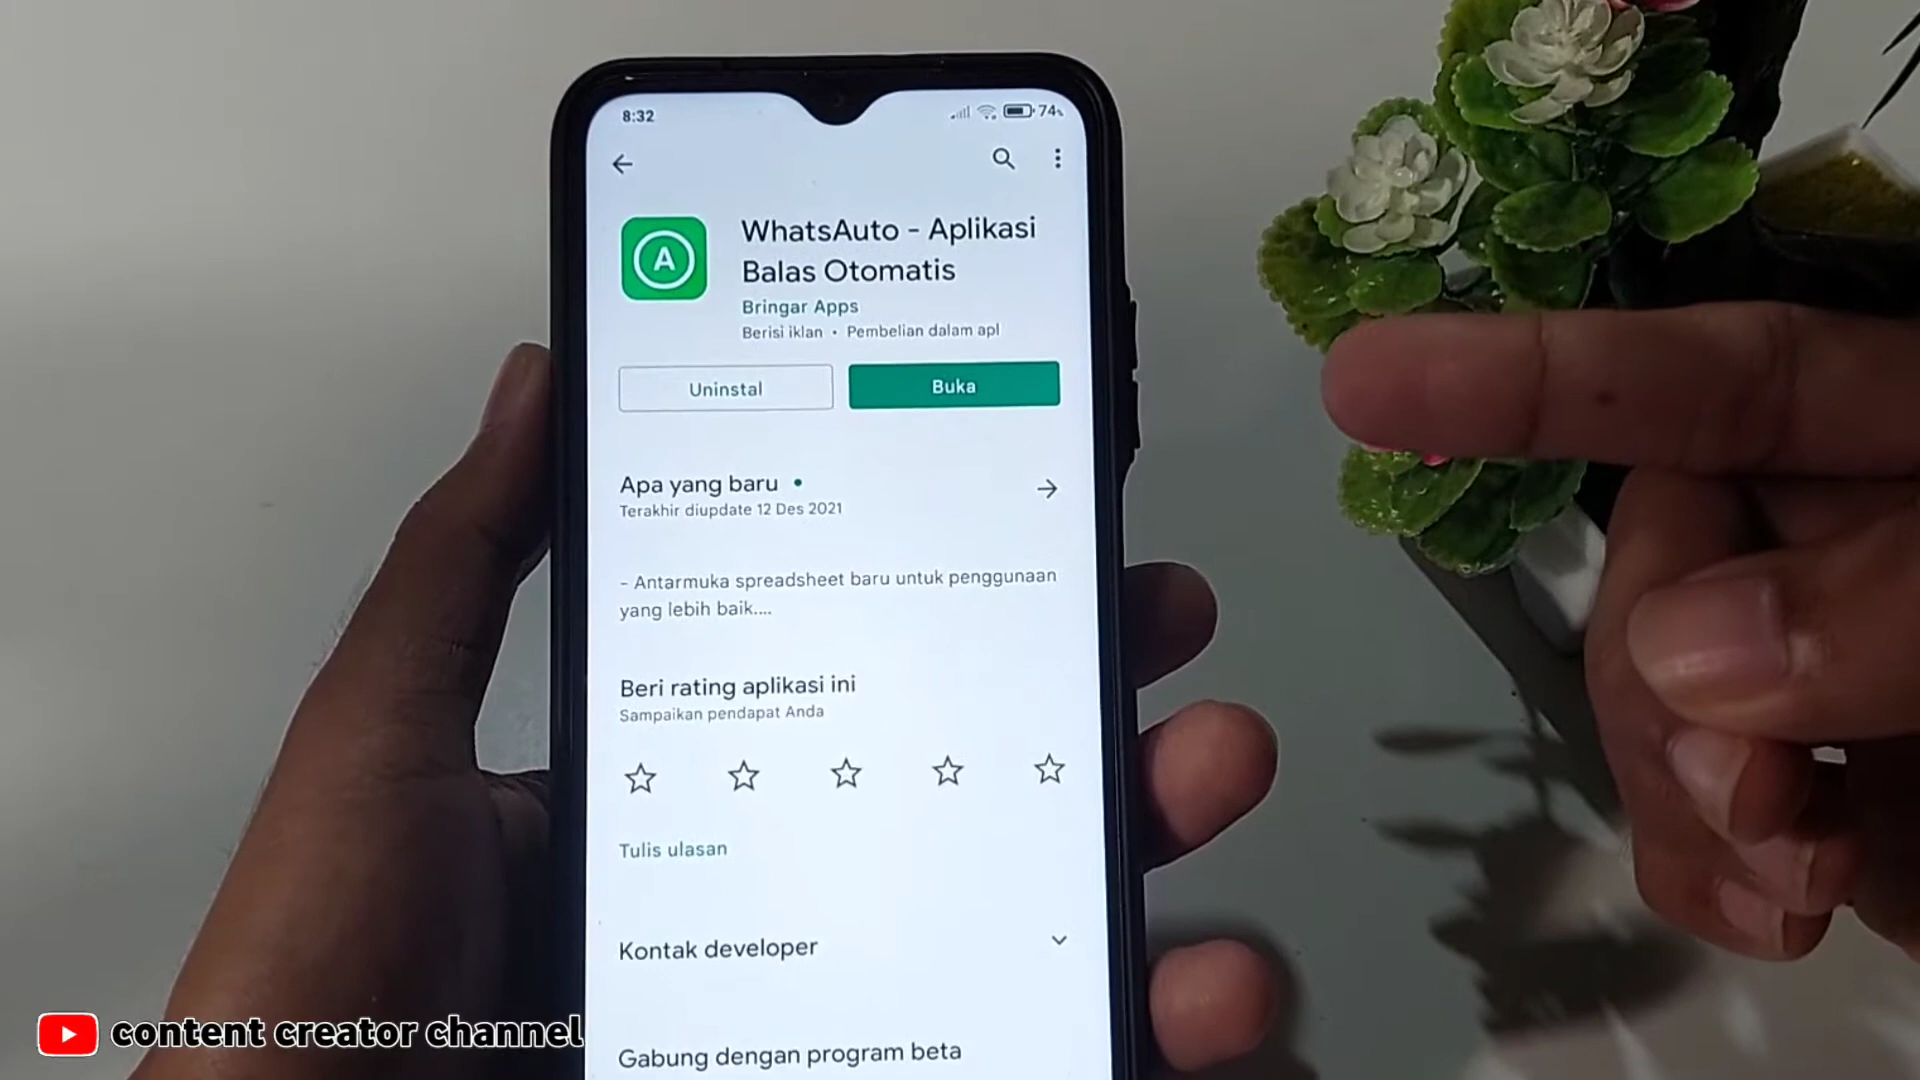 8:32
74%
A
WhatsAuto - Aplikasi
Balas Otomatis
Bringar Apps
Berisi iklan • Pembelian dalam apl
Uninstal
Buka
Apa yang baru •
Terakhir diupdate 12 Des 2021
- Antarmuka spreadsheet baru untuk penggunaan
yang lebih baik....
Beri rating aplikasi ini
Sampaikan pendapat Anda
Tulis ulasan
Kontak developer
content creator channel
Gabung dengan program beta